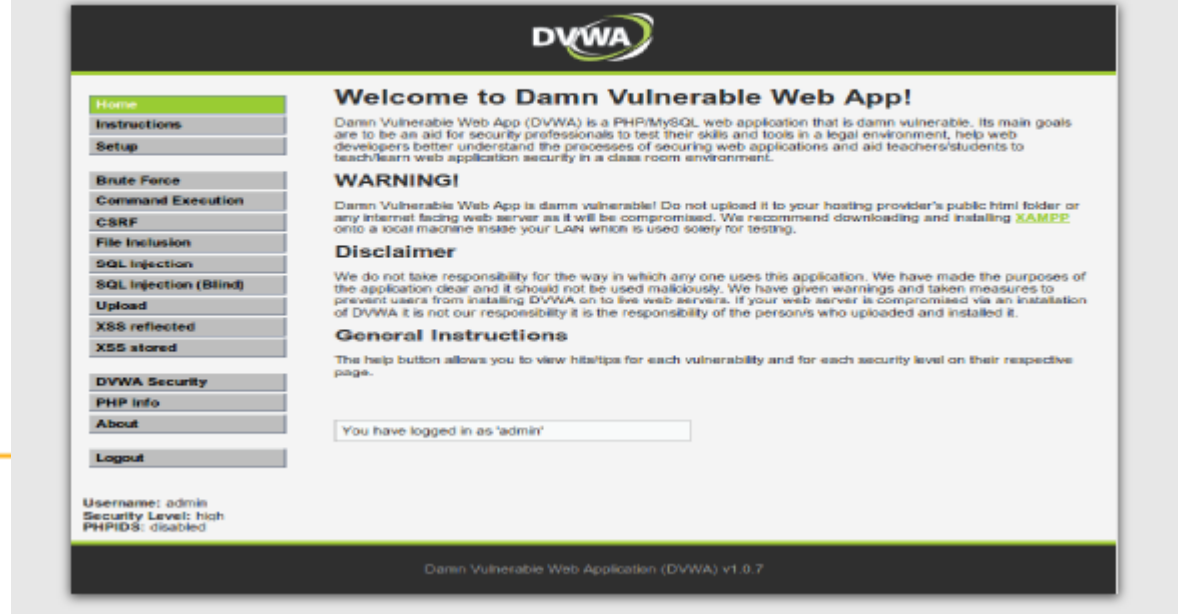 DVWA
Home
Instructions
Setup
Brute Force
Command Execution
CSRF
File Inclusion
SQL Injection
SQL Injection (Blind)
Upload
XSS reflected
XSS stored
DVWA Security
PHP Info
About
Logout
Username: admin
Security Level: high
PHPIDS: disabled
Welcome to Damn Vulnerable Web App!
Damn Vulnerable Web App (DVWA) is a PHP/MySQL web application that is damn vulnerable. Its main goals
are to be an aid for security professionals to test their skills and tools in a legal environment, help web
developers better understand the processes of securing web applications and aid teachers/students to
teach/learn web application security in a class room environment.
WARNING!
Damn Vulnerable Web App is damn vulnerable! Do not upload it to your hosting provider's public html folder or
any internet facing web server as it will be compromised. We recommend downloading and installing XAMPP
onto a local machine inside your LAN which is used solely for testing.
Disclaimer
We do not take responsibility for the way in which any one uses this application. We have made the purposes of
the application clear and it should not be used maliciously. We have given warnings and taken measures to
prevent users from installing DVWA on to live web servers. If your web server is compromised via an installation
of DVWA it is not our responsibility it is the responsibility of the person/s who uploaded and installed it.
General Instructions
The help button allows you to view hits/tips for each vulnerability and for each security level on their respective
page.
You have logged in as 'admin'
Damn Vulnerable Web Application (DVWA) v1.0.7